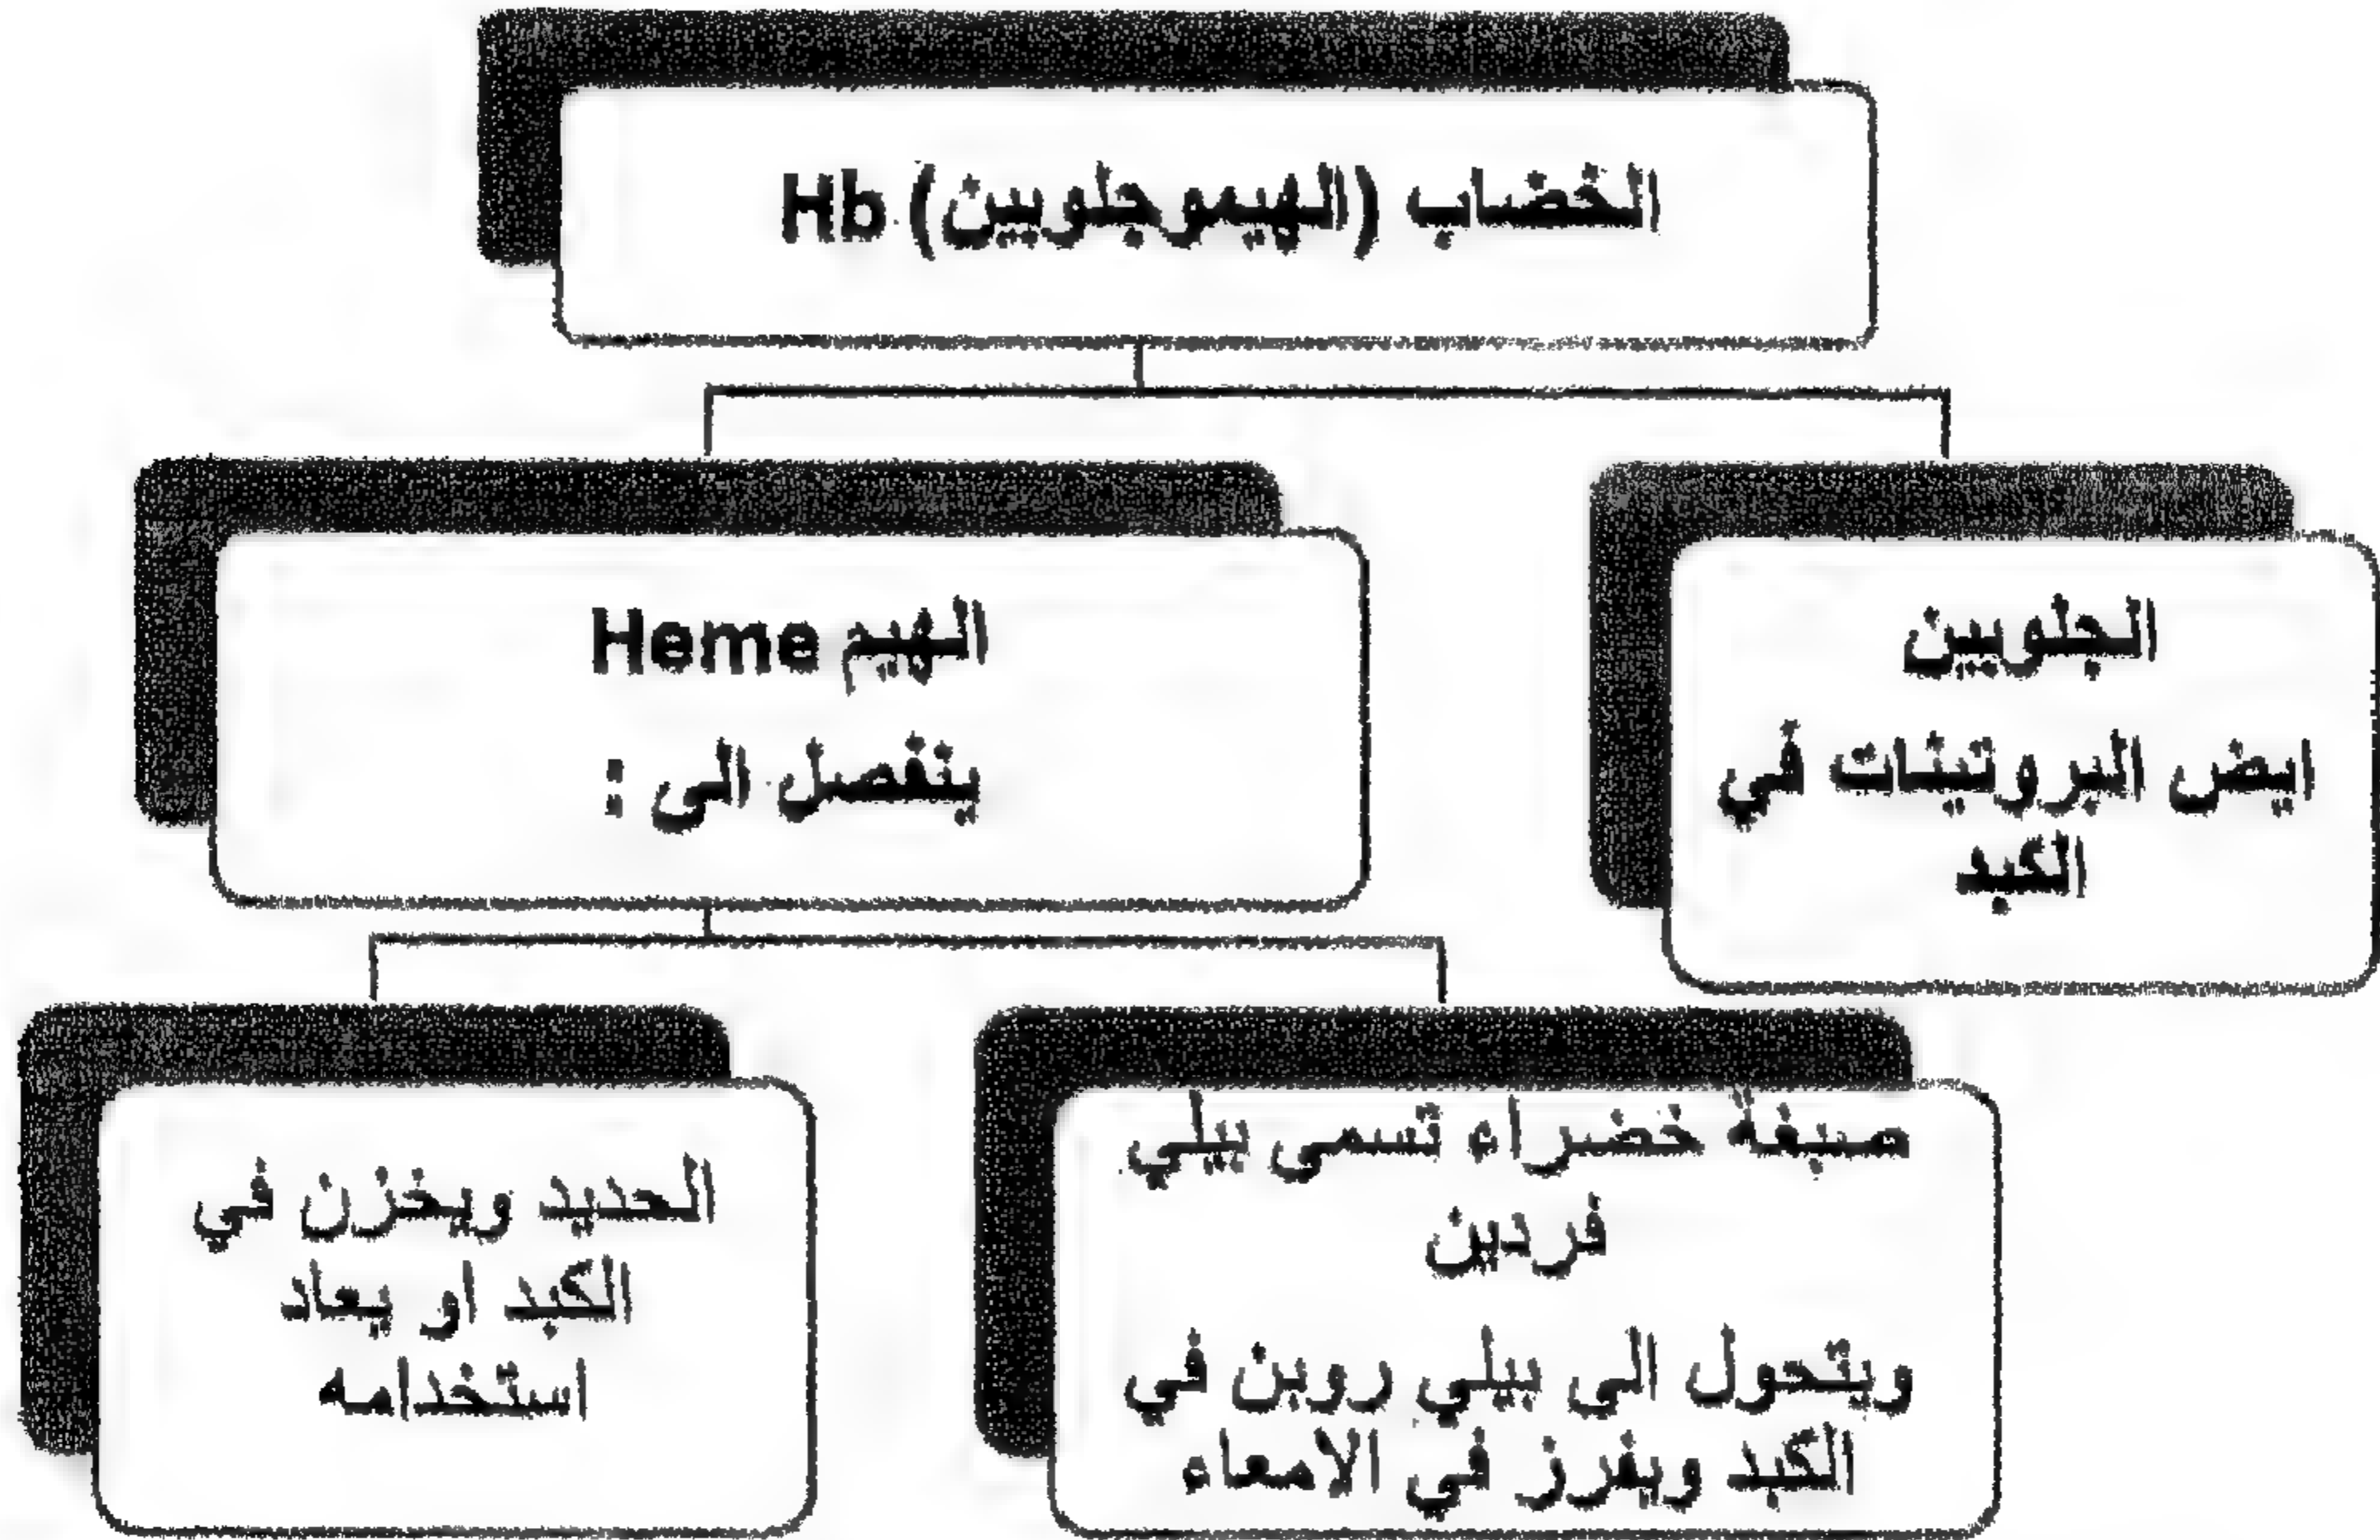 الخضاب (الهيموجلوبين) Hb
الجلوبين
ايض البروتينات في
الكبد
الهيم Heme
ينفصل الى :
صبغة خضراء تسمى بيلي
فردين
ويتحول الى بيلي روبن في
الكبد ويفرز في الامعاء
الحديد ويخزن في
الكبد او يعاد
استخدامه